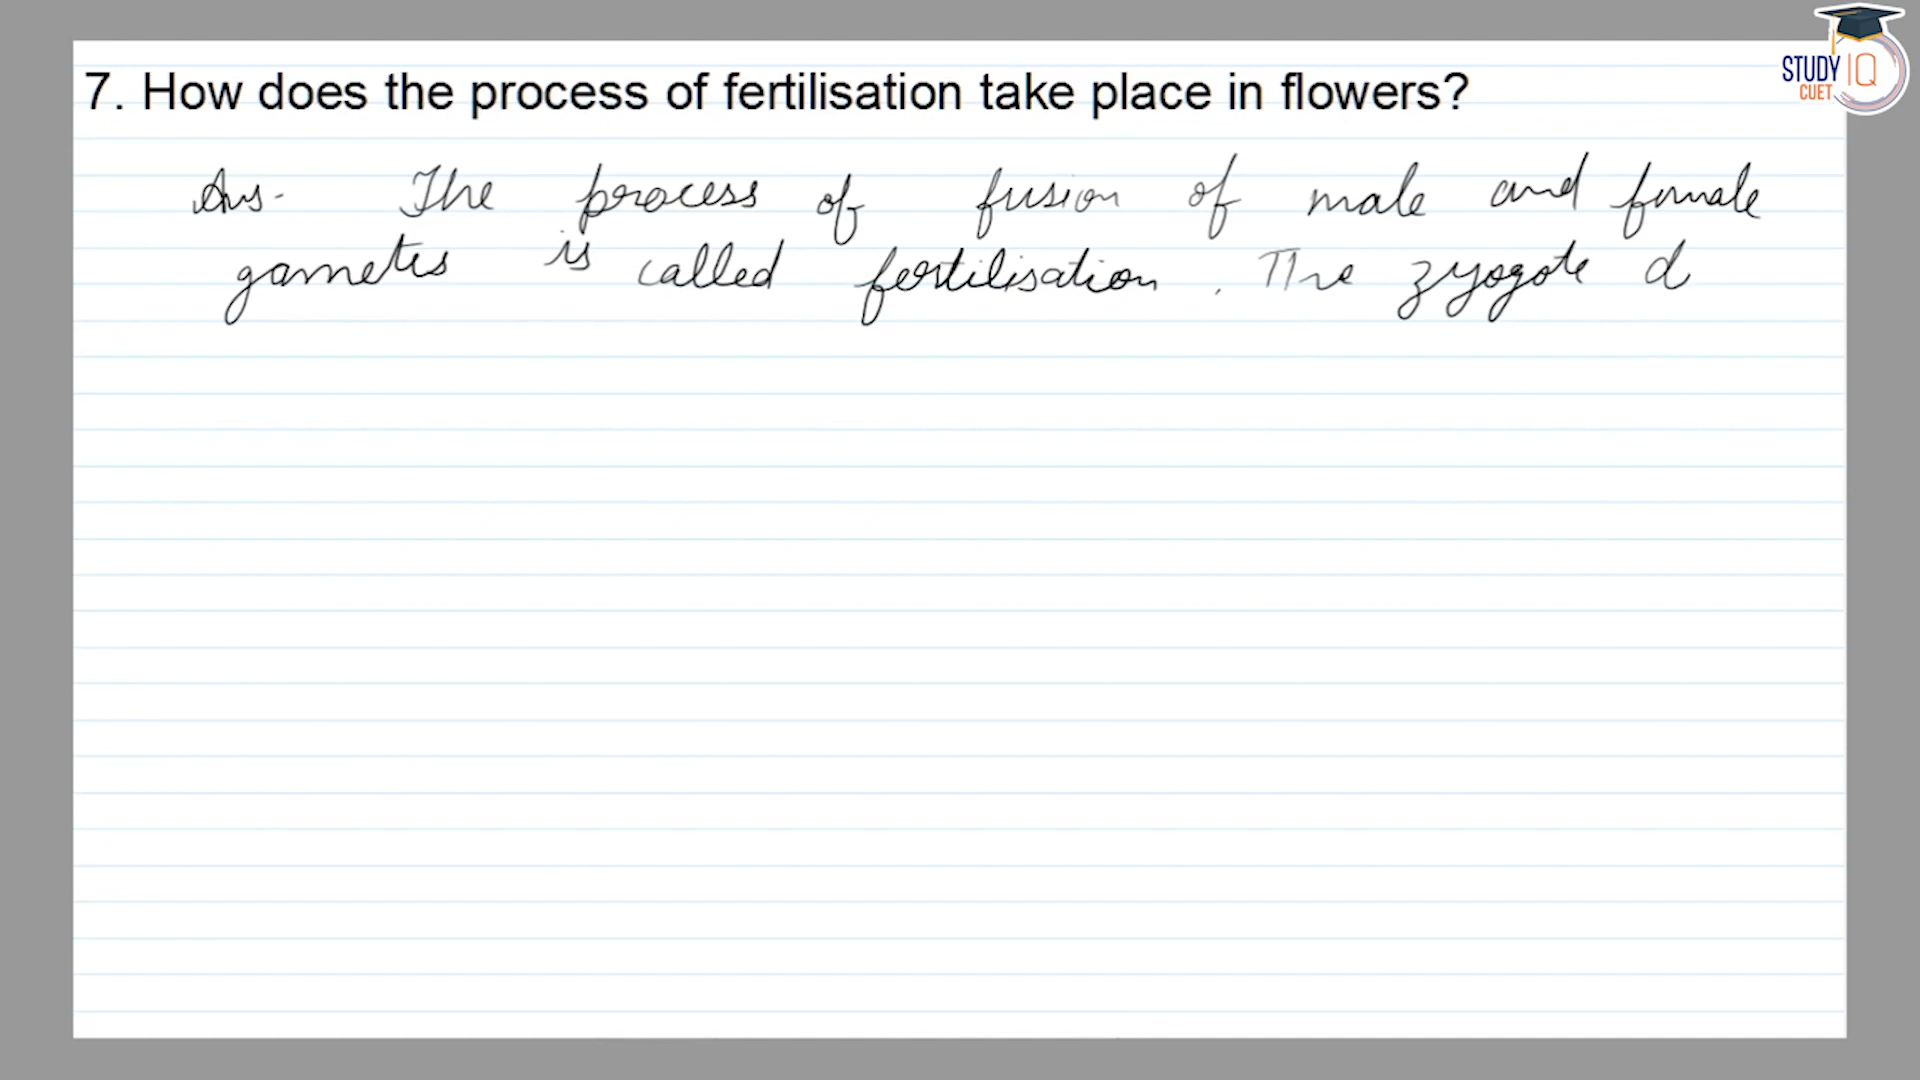 STUDY IQ
CUET
7. How does the process of fertilisation take place in flowers?
Ans- The process of fusion of male and female
gametes is called fertilisation. The zyogote d